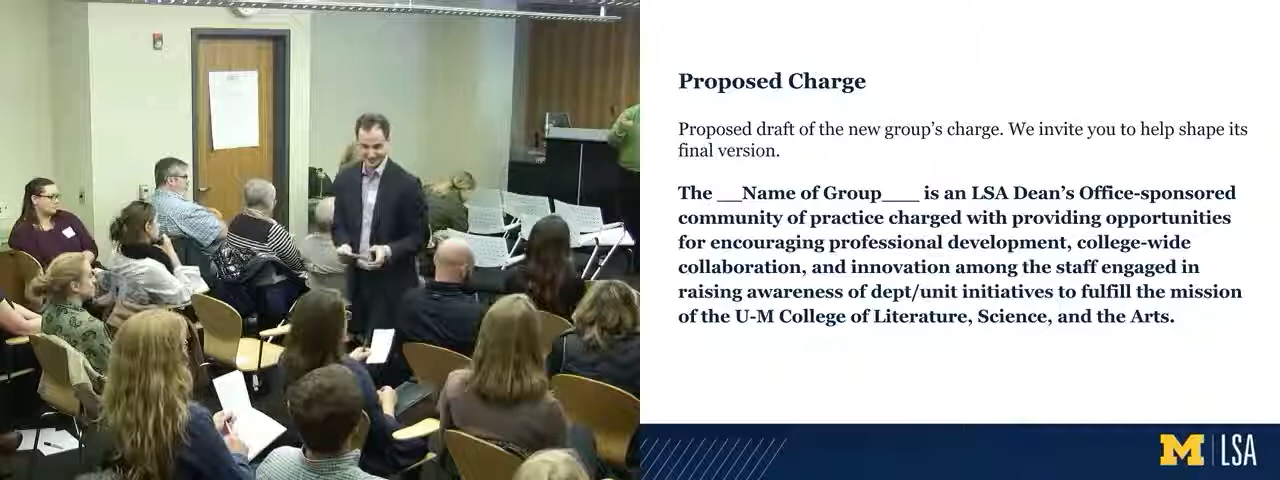 Proposed Charge
Proposed draft of the new group’s charge. We invite you to help shape its
final version.
The __Name of Group____ is an LSA Dean’s Office-sponsored
community of practice charged with providing opportunities
for encouraging professional development, college-wide
collaboration, and innovation among the staff engaged in
raising awareness of dept/unit initiatives to fulfill the mission
of the U-M College of Literature, Science, and the Arts.
M LSA